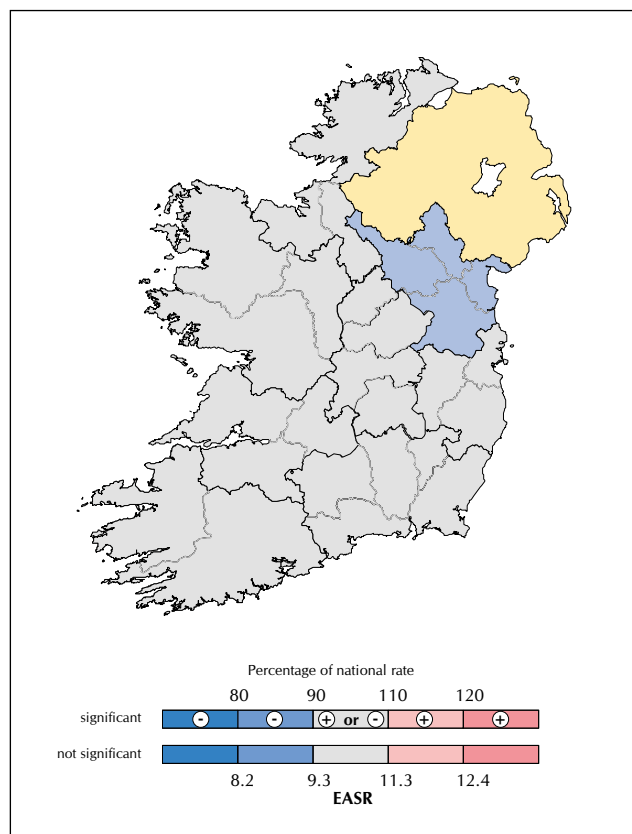 Percentage of national rate
80 90 110 120
significant - - + or - + +
not significant
8.2 9.3 11.3 12.4
EASR